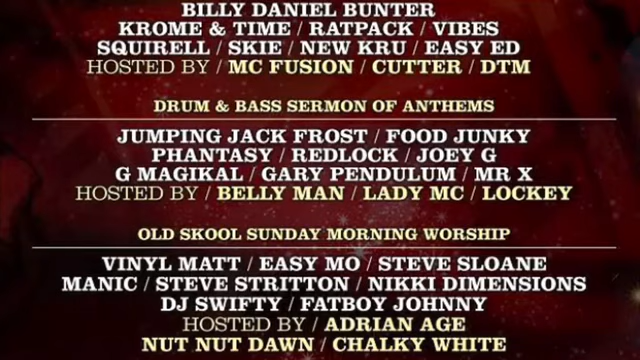 BILLY DANIEL BUNTER
KROME & TIME / RATPACK / VIBES
SQUIRELL / SKIE / NEW KRU / EASY ED
HOSTED BY / MC FUSION / CUTTER / DTM
DRUM & BASS SERMON OF ANTHEMS
JUMPING JACK FROST / FOOD JUNKY
PHANTASY / REDLOCK / JOEY G
G MAGIKAL / GARY PENDULUM / MR X
HOSTED BY / BELLY MAN / LADY MC / LOCKEY
OLD SKOOL SUNDAY MORNING WORSHIP
VINYL MATT / EASY MO / STEVE SLOANE
MANIC / STEVE STRITTON / NIKKI DIMENSIONS
DJ SWIFTY / FATBOY JOHNNY
HOSTED BY / ADRIAN AGE
NUT NUT DAWN / CHALKY WHITE